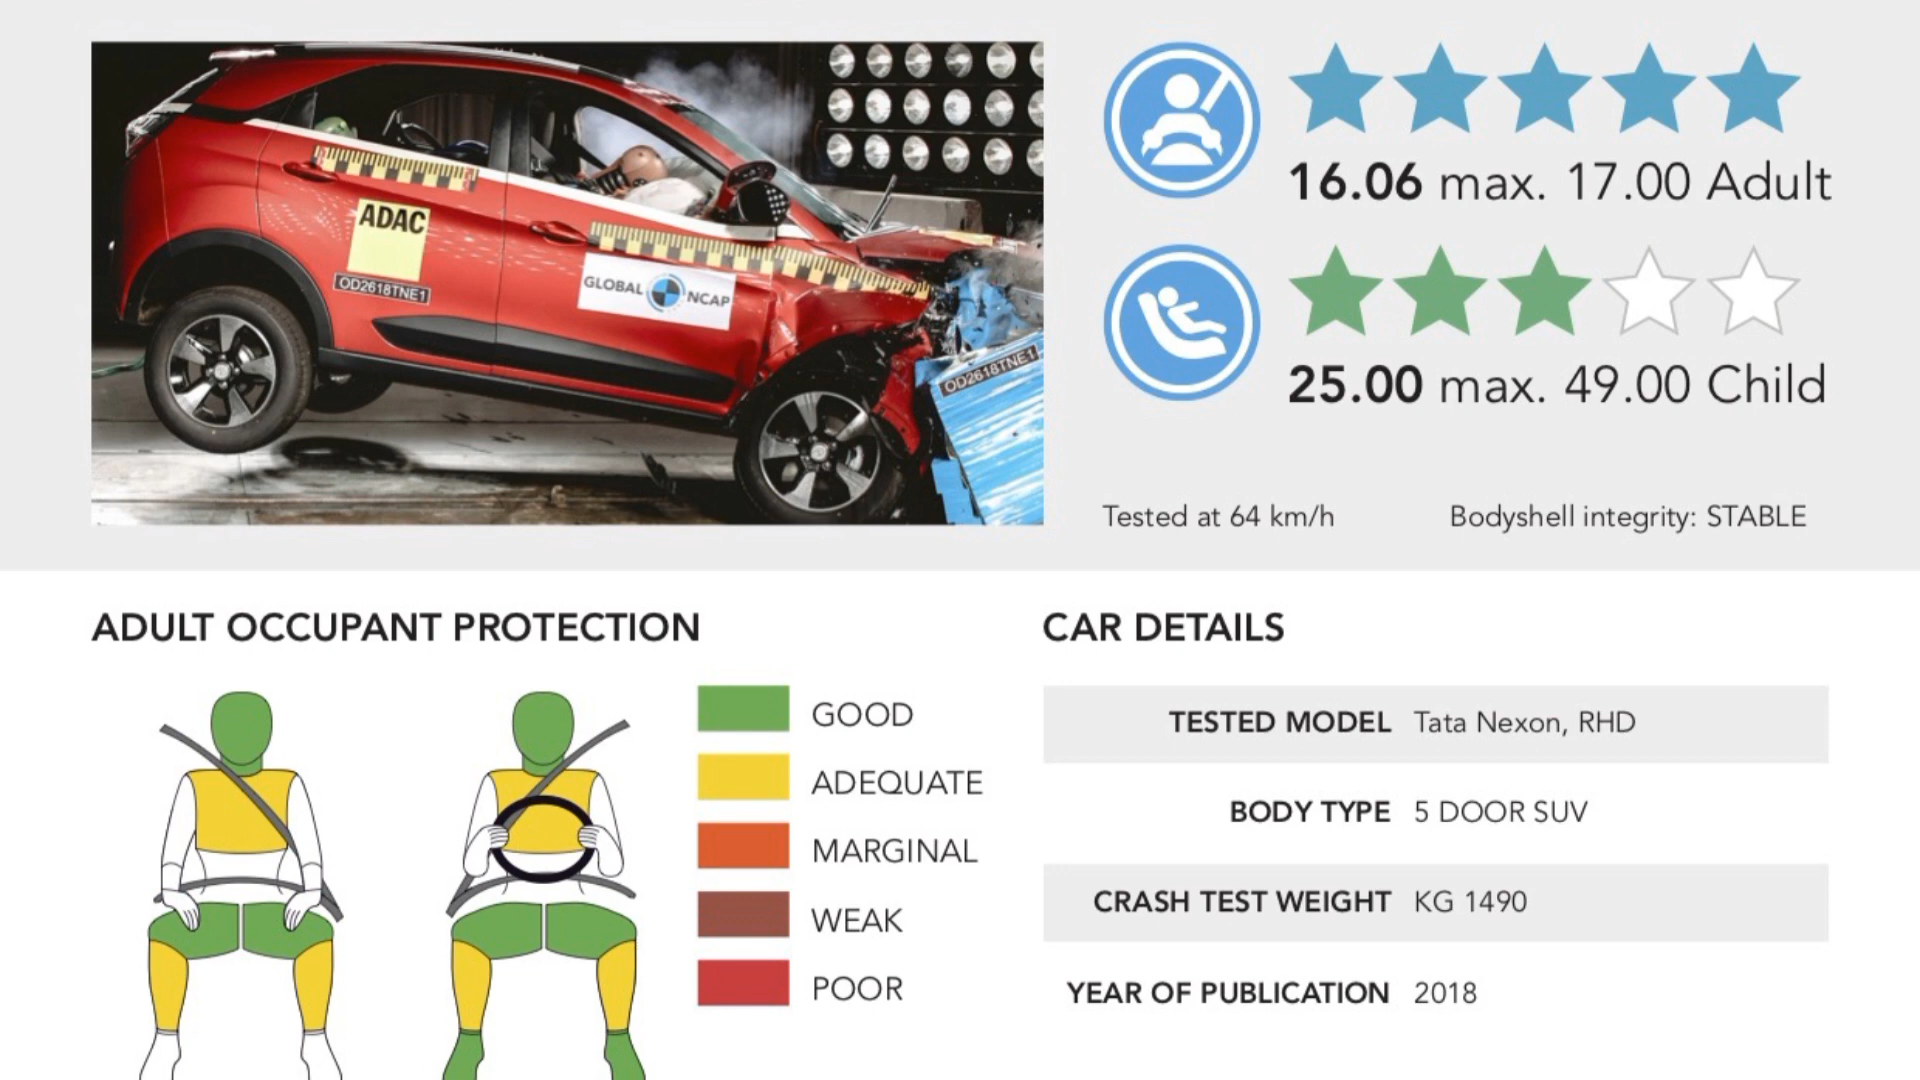 ADAC
OD2618TNE1
GLOBAL NCAP
OD2618TNE1
16.06 max. 17.00 Adult
25.00 max. 49.00 Child
Tested at 64 km/h
Bodyshell integrity: STABLE
ADULT OCCUPANT PROTECTION
GOOD
ADEQUATE
MARGINAL
WEAK
POOR
CAR DETAILS
TESTED MODEL Tata Nexon, RHD
BODY TYPE 5 DOOR SUV
CRASH TEST WEIGHT KG 1490
YEAR OF PUBLICATION 2018